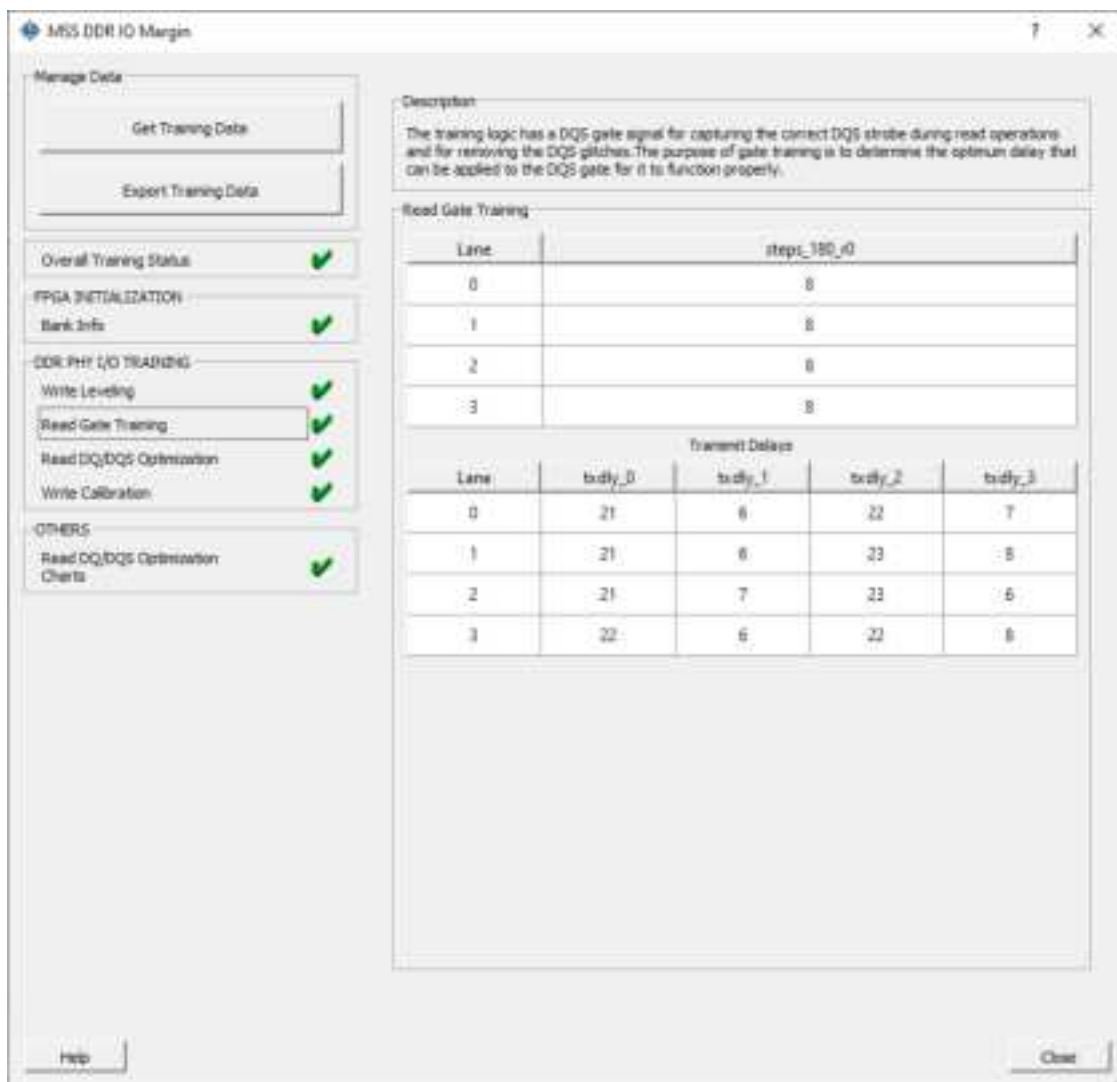 MSS DDR IO Margin
? ×
Manage Data
Get Training Data
Export Training Data
Overall Training Status
FPGA INITIALIZATION
Bank Info
DDR PHY I/O TRAINING
Write Leveling
Read Gate Training
Read DQ/DQS Optimization
Write Calibration
OTHERS
Read DQ/DQS Optimization
Charts
Description
The training logic has a DQS gate signal for capturing the correct DQS strobe during read operations
and for removing the DQS glitches.The purpose of gate training is to determine the optimum delay that
can be applied to the DQS gate for it to function properly.
Read Gate Training
Lane steps_180_r0
0 8
1 8
2 8
3 8
Transmit Delays
Lane txdly_0 txdly_1 txdly_2 txdly_3
0 21 6 22 7
1 21 6 23 8
2 21 7 23 6
3 22 6 22 8
Help
Close